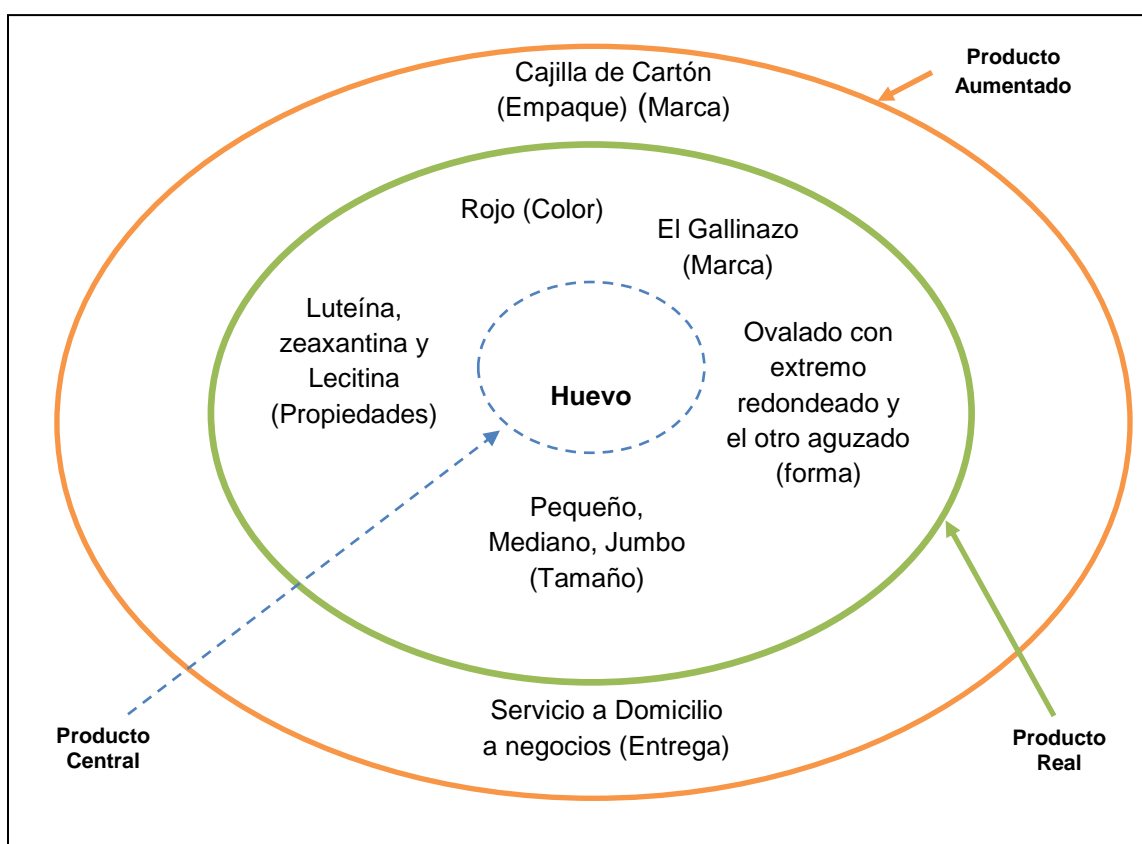 Producto
Aumentado
Cajilla de Cartón
(Empaque) (Marca)
Rojo (Color)
El Gallinazo
(Marca)
Luteína,
zeaxantina y
Lecitina
(Propiedades)
Huevo
Ovalado con
extremo
redondeado y
el otro aguzado
(forma)
Pequeño,
Mediano, Jumbo
(Tamaño)
Servicio a Domicilio
a negocios (Entrega)
Producto
Central
Producto
Real